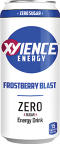 ZERO SUGAR
XYIENCE
ENERGY
FROSTBERRY BLAST
ZERO
SUGAR
Energy Drink